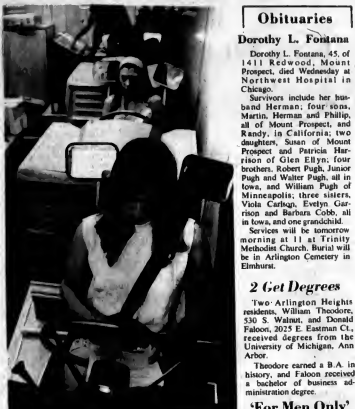 Obituaries
Dorothy L. Fontana
Dorothy L. Fontana, 45, of
1411 Redwood, Mount
Prospect, died Wednesday at
Northwest Hospital in
Chicago.
Survivors include her hus-
band Herman; four sons,
Martin, Herman and Phillip,
all of Mount Prospect, and
Randy, in California; two
daughters, Susan of Mount
Prospect and Patricia Har-
rison of Glen Ellyn; four
brothers, Robert Pugh, Junior
Pugh and Walter Pugh, all in
Iowa, and William Pugh of
Minneapolis; three sisters,
Viola Carlson, Evelyn Gar-
rison and Barbara Cobb, all
in Iowa, and one grandchild.
Services will be tomorrow
morning at 11 at Trinity
Methodist Church. Burial will
be in Arlington Cemetery in
Elmhurst.
2 Get Degrees
Two Arlington Heights
residents, William Theodore,
530 S. Walnut, and Donald
Faloon, 2025 E. Eastman Ct.,
received degrees from the
University of Michigan, Ann
Arbor.
Theodore earned a B.A. in
history, and Faloon received
a bachelor of business ad-
ministration degree.
'For Men Only'